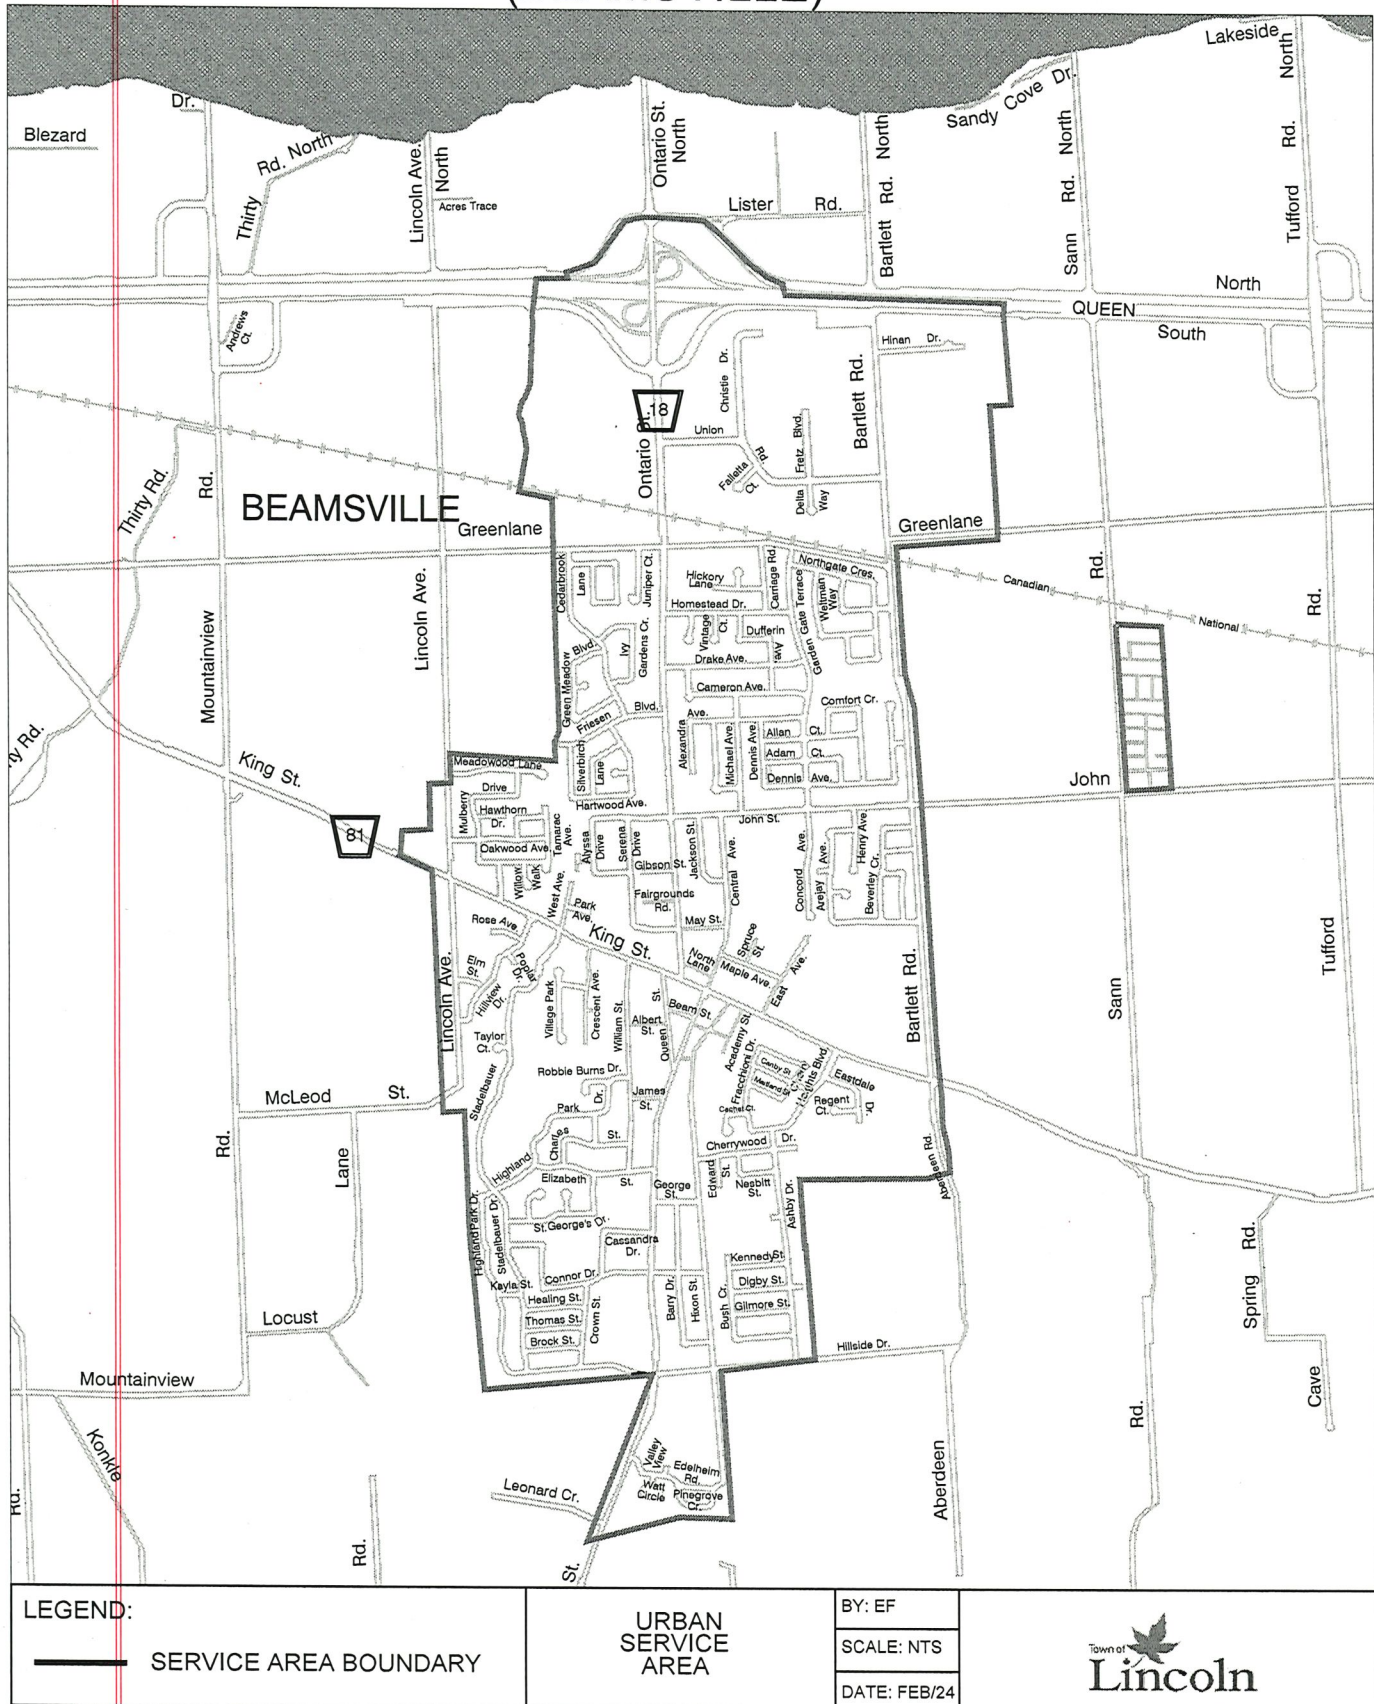 Lakeside
North
Dr.
Blezard
Rd. North
Thirty
Lincoln Ave.
North
Acres Trace
Ontario St.
North
Lister Rd.
Bartlett Rd. North
Sandy Cove Dr.
Sann Rd. North
Tufford Rd.
North
QUEEN
South
Andrews
Ct.
Hinan Dr.
Christie Dr.
Bartlett Rd.
18
Ontario St.
Union
Rd
Falletta
Ct.
Fretz Blvd.
Delta
Way
Thirty Rd.
Rd.
BEAMSVILLE
Greenlane
Greenlane
Canadian
National
Rd.
Rd.
Northgate Cres.
Cedarbrook
Lane
Juniper Ct.
Hickory
Lane
Carriage Rd.
Garden Gate Terrace
Weltman
Way
Homestead Dr.
Vintage
Ct.
Dufferin
Ave.
Drake Ave.
Cameron Ave.
Ivy
Gardens Cr.
Green Meadow
Blvd.
Friesen
Blvd.
Mountainview
Lincoln Ave.
Comfort Cr.
Alexandra
Ave.
Michael Ave.
Dennis Ave.
Allan Ct.
Adam Ct.
Dennis Ave.
Silverbirch
Lane
King St.
81
Meadowood Lane
Mulberry
Drive
Hawthorn
Dr.
Oakwood Ave.
Tamarac
Ave.
Hartwood Ave.
John St.
John
Alyssa
Drive
Serena
Drive
Gibson St.
Jackson St.
Central Ave.
Concord Ave.
Arejay Ave.
Henry Ave.
Beverley Cr.
Willow
Walk
West Ave.
Park
Ave.
Fairgrounds
Rd.
May St.
Rose Ave.
King St.
North
Lane
Spruce
St.
Maple Ave.
East Ave.
Elm
St.
Poplar
Dr.
Hillview
Dr.
Village Park
Crescent Ave.
William St.
Albert
St.
Queen St.
Beam St.
Lincoln Ave.
Bartlett Rd.
Sann
Tufford
Taylor
Ct.
Stadelbauer
Academy St.
Fracchioni Dr.
Canby St
Maitland St
Cachet Ct.
Heights Blvd.
Eastdale
Dr.
Regent
Ct.
Robbie Burns Dr.
James
St.
McLeod St.
Park Dr.
Charles St.
Highland
Elizabeth St.
George
St.
Edward
St.
Cherrywood Dr.
Nesbitt
St.
Ashby Dr.
Aberdeen Rd.
Rd.
Lane
Highland Park Dr.
Stadelbauer Dr.
St. George's Dr.
Cassandra
Dr.
Kennedy St.
Digby St.
Gilmore St.
Kayla St.
Connor Dr.
Healing St.
Thomas St.
Brock St.
Crown St.
Barry Dr.
Hixon St.
Bush Cr.
Hillside Dr.
Locust
Mountainview
Konkle
Rd.
Rd.
Spring Rd.
Cave
Rd.
Aberdeen
Leonard Cr.
St.
Valley
View
Edelheim
Rd.
Watt
Circle
Pinegrove
Cr.
LEGEND:
SERVICE AREA BOUNDARY
URBAN
SERVICE
AREA
BY: EF
SCALE: NTS
DATE: FEB/24
Town of
Lincoln